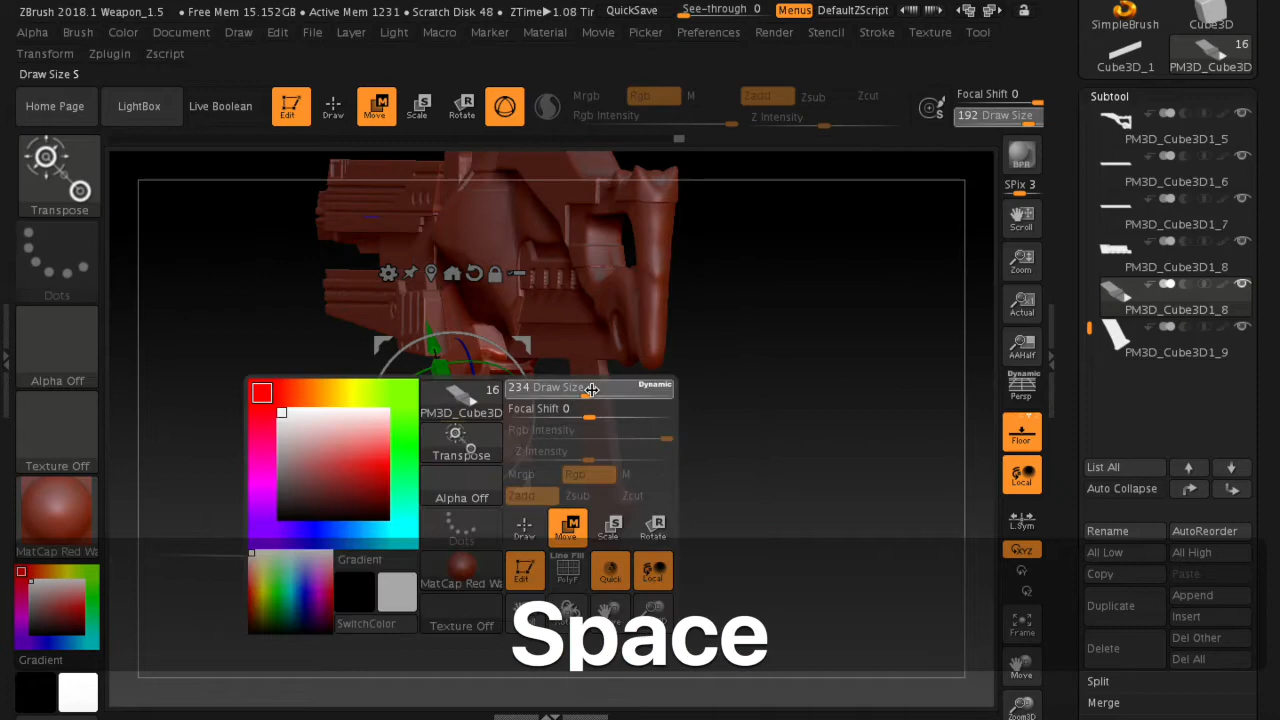 ZBrush 2018.1 Weapon_1.5 • Free Mem 15.152GB • Active Mem 1231 • Scratch Disk 48 • ZTime▶1.08 Tir QuickSave See-through 0 Menus DefaultZScript
Alpha Brush Color Document Draw Edit File Layer Light Macro Marker Material Movie Picker Preferences Render Stencil Stroke Texture Tool
Transform Zplugin Zscript
SimpleBrush Cube3D
16
Cube3D_1 PM3D_Cube3D
Draw Size S
Home Page LightBox Live Boolean Edit Draw Move Scale Rotate
Mrgb Rgb M Zadd Zsub Zcut
Rgb Intensity Z Intensity
Focal Shift 0
192 Draw Size
Transpose
Dots
Alpha Off
Texture Off
MatCap Red Wa
Gradient
BPR
SPix 3
Scroll
Zoom
Actual
AAHalf
Dynamic
Persp
Floor
Local
L.Sym
XYZ
Frame
Move
Zoom3D
Subtool
PM3D_Cube3D1_5
PM3D_Cube3D1_6
PM3D_Cube3D1_7
PM3D_Cube3D1_8
PM3D_Cube3D1_8
PM3D_Cube3D1_9
List All
Auto Collapse
Rename AutoReorder
All Low All High
Copy Paste
Duplicate Append
Insert
Delete Del Other
Del All
Split
Merge
16
PM3D_Cube3D
Transpose
Alpha Off
Dots
MatCap Red Wa
Texture Off
234 Draw Size Dynamic
Focal Shift 0
Rgb Intensity
Z Intensity
Mrgb Rgb M
Zadd Zsub Zcut
Draw Move Scale Rotate
Line Fill
Edit PolyF Quick Local
Gradient
SwitchColor
Space